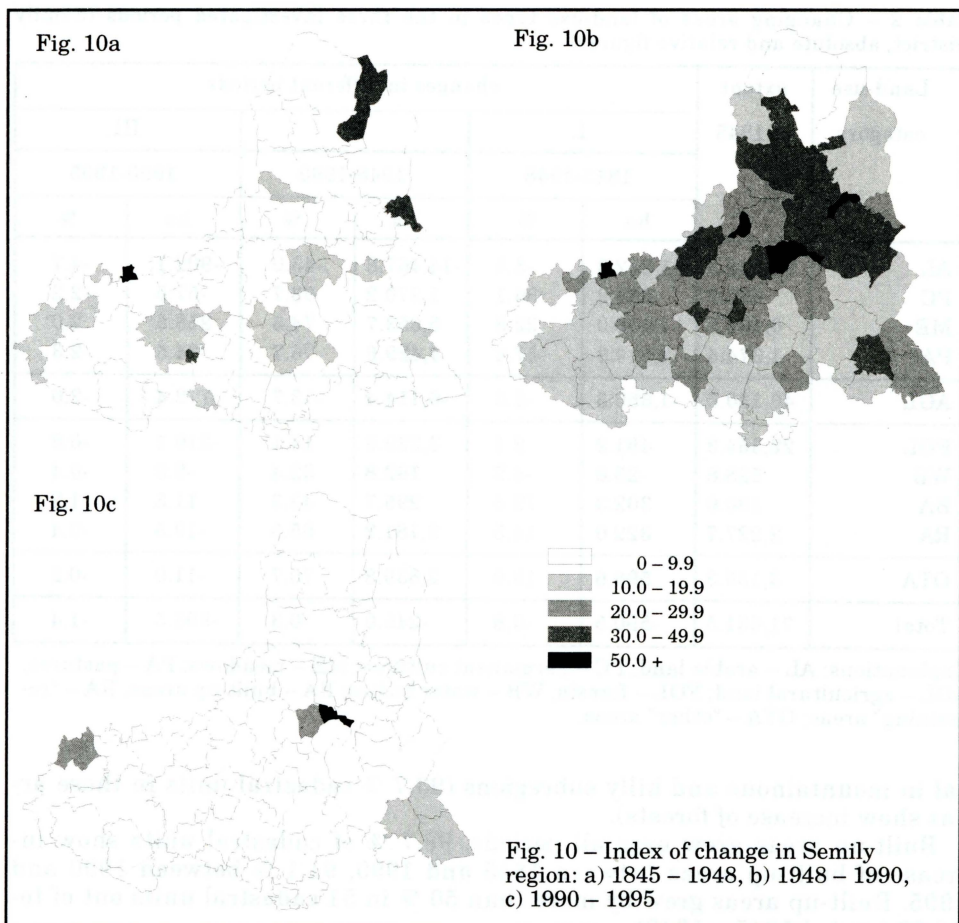 Fig. 10a
Fig. 10b
Fig. 10c
0 – 9.9
10.0 – 19.9
20.0 – 29.9
30.0 – 49.9
50.0 +
Fig. 10 – Index of change in Semily
region: a) 1845 – 1948, b) 1948 – 1990,
c) 1990 – 1995